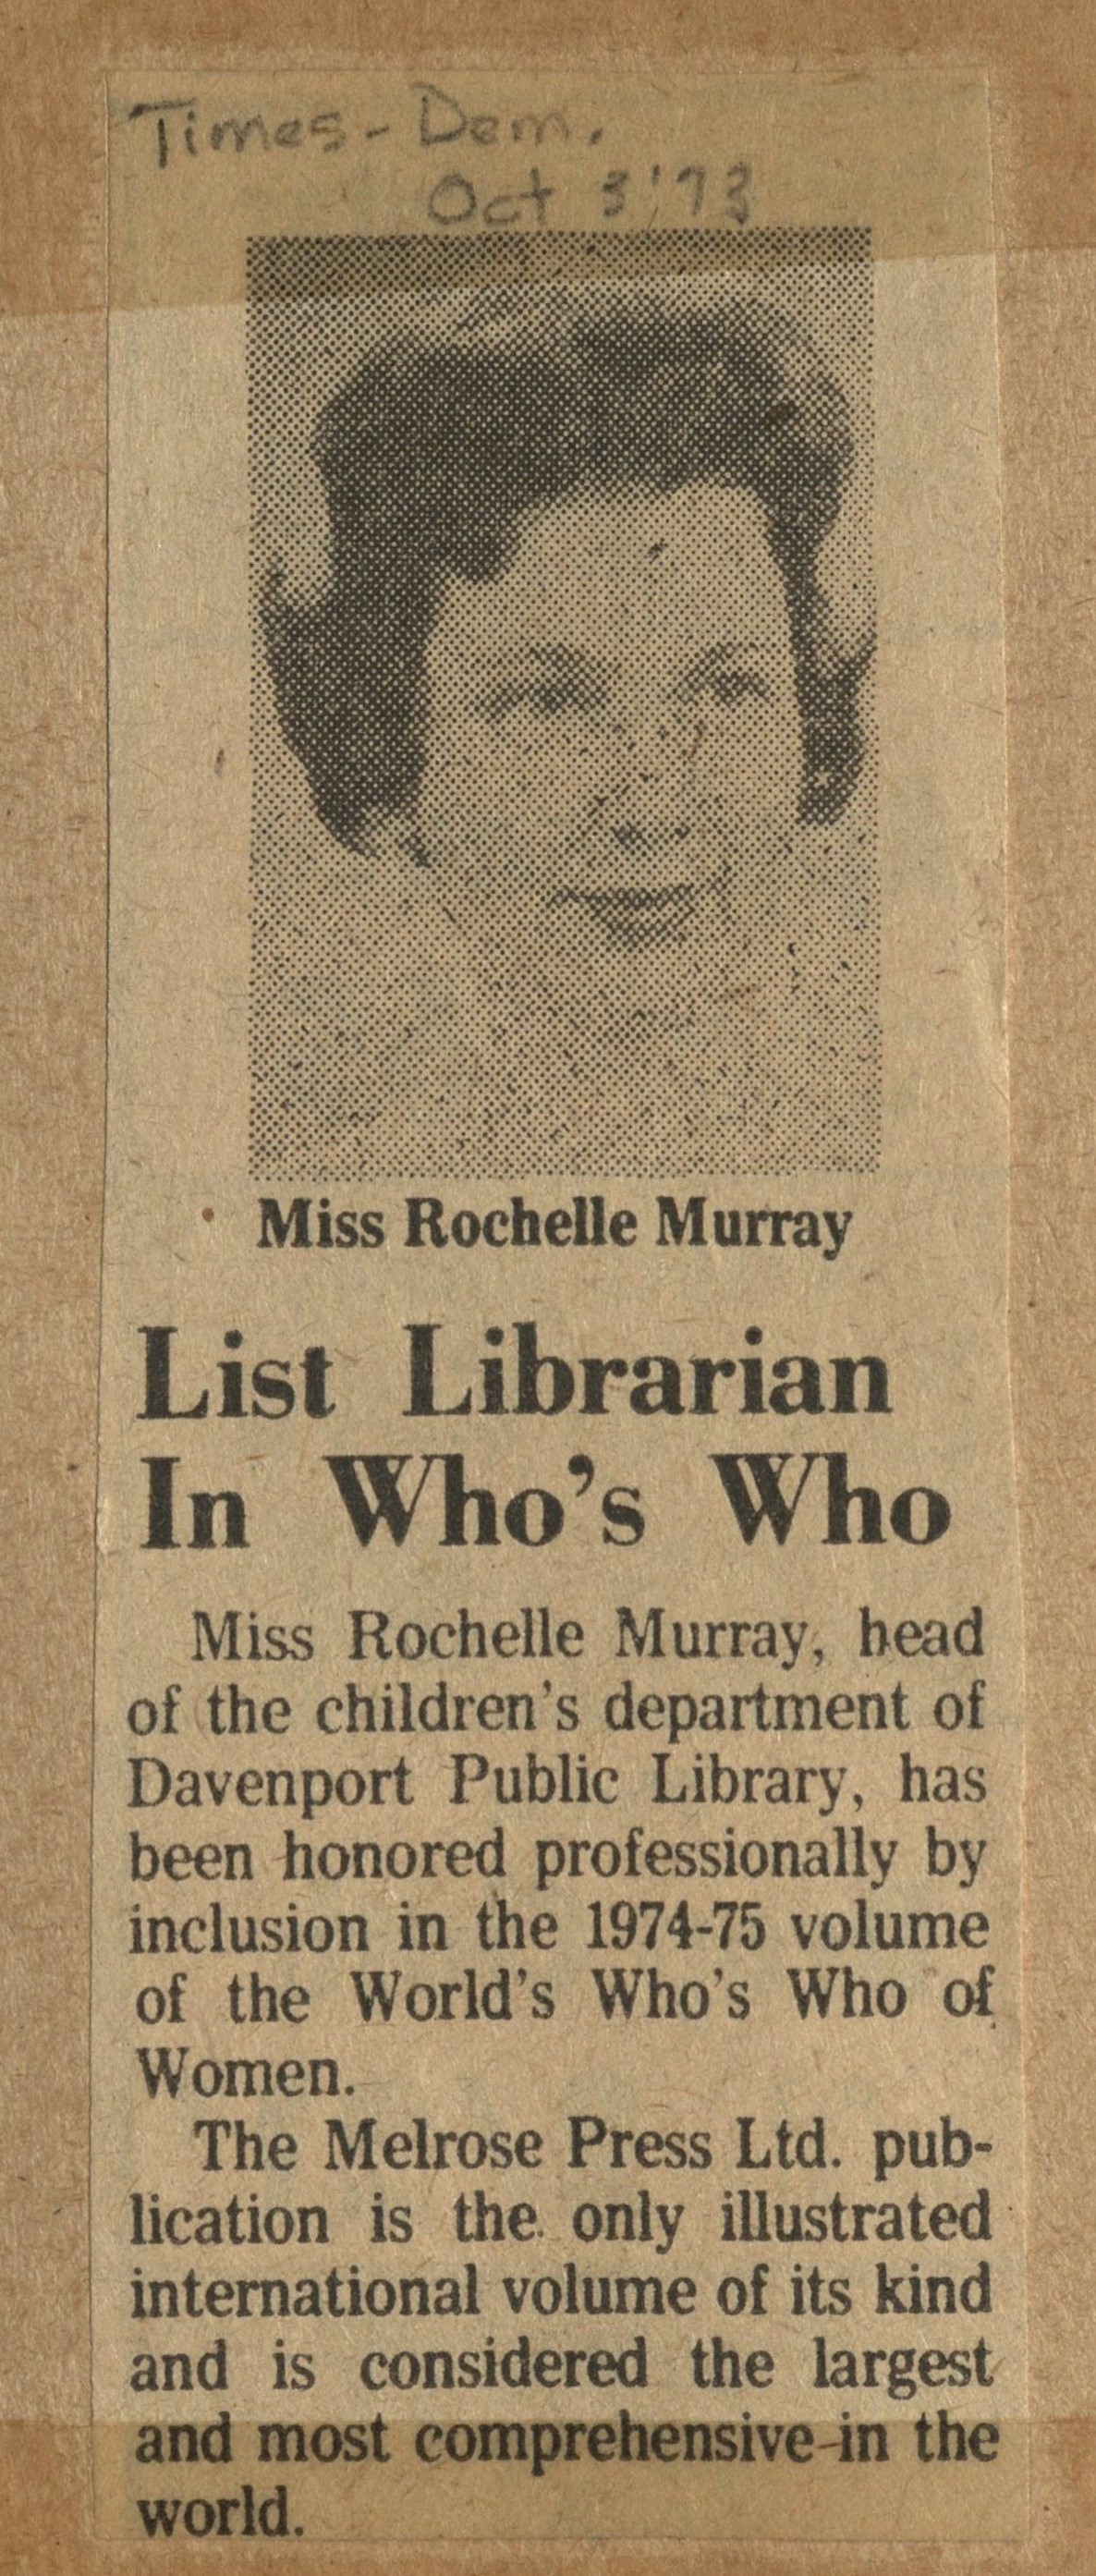 Times-Dem.
Oct 3 '73
Miss Rochelle Murray
List Librarian
In Who's Who
Miss Rochelle Murray, head
of the children's department of
Davenport Public Library, has
been honored professionally by
inclusion in the 1974-75 volume
of the World's Who's Who of
Women.
The Melrose Press Ltd. pub-
lication is the only illustrated
international volume of its kind
and is considered the largest
and most comprehensive in the
world.